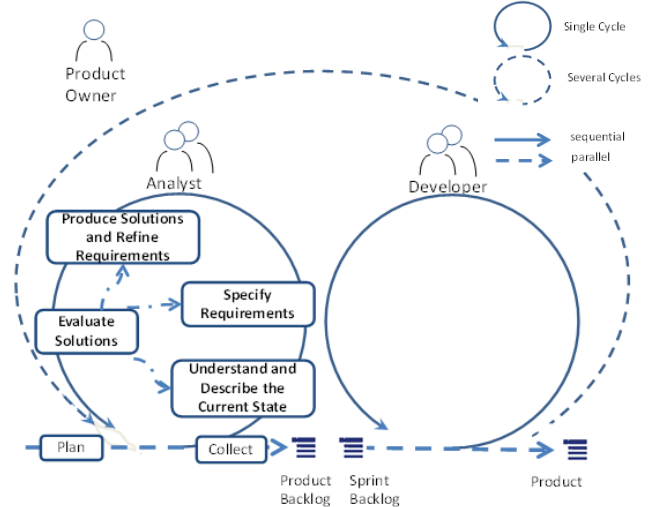 Single Cycle
Product
Owner
Several Cycles
sequential
parallel
Analyst
Developer
Produce Solutions
and Refine
Requirements
Specify
Requirements
Evaluate
Solutions
Understand and
Describe the
Current State
Plan
Collect
Product
Backlog
Sprint
Backlog
Product